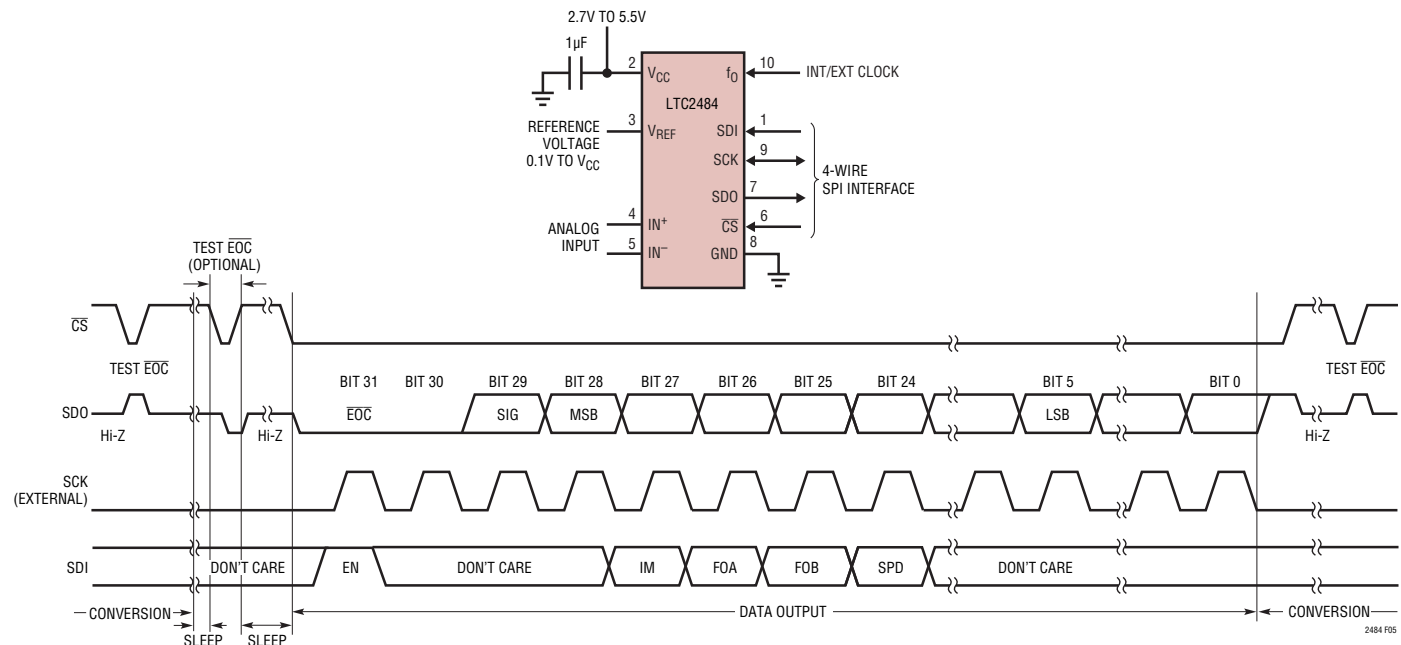 2.7V TO 5.5V
1µF
2
VCC
fO
10
INT/EXT CLOCK
LTC2484
REFERENCE
VOLTAGE
0.1V TO VCC
3
VREF
SDI
1
SCK
9
SDO
7
CS
6
4-WIRE
SPI INTERFACE
ANALOG
INPUT
4
IN+
5
IN−
GND
8
TEST EOC
(OPTIONAL)
CS
TEST EOC
TEST EOC
BIT 31 BIT 30 BIT 29 BIT 28 BIT 27 BIT 26 BIT 25 BIT 24 BIT 5 BIT 0
SDO
EOC SIG MSB LSB
Hi-Z Hi-Z Hi-Z
SCK
(EXTERNAL)
SDI
DON'T CARE EN DON'T CARE IM FOA FOB SPD DON'T CARE
CONVERSION DATA OUTPUT CONVERSION
SLEEP SLEEP
2484 F05